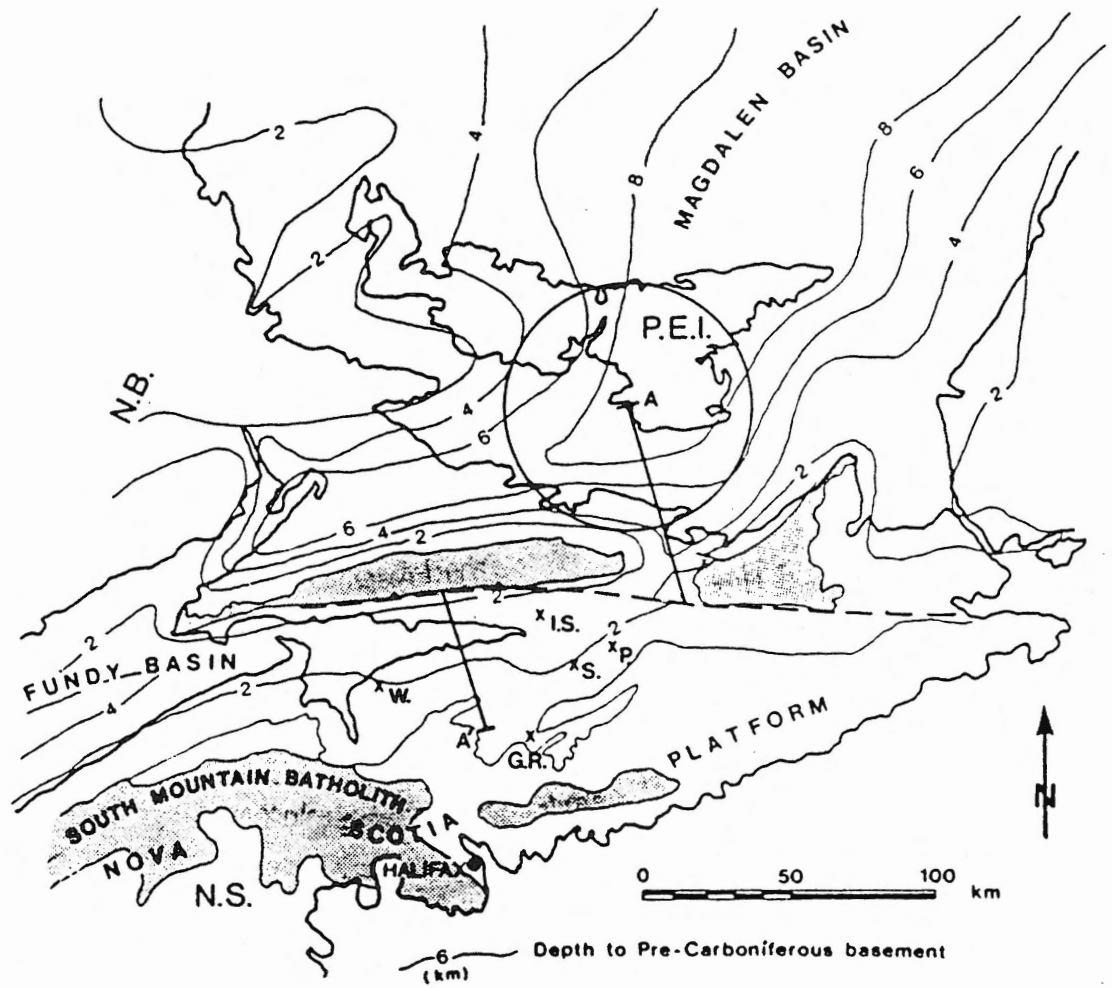 MAGDALEN BASIN
2
4
8
8
6
4
2
P.E.I.
N.B.
A
4
6
2
2
6
4
2
2
x I.S.
2
x P.
x S.
2
FUNDY BASIN
2
4
x W.
A'
x
G.R.
PLATFORM
SOUTH MOUNTAIN BATHOLITH
SCOTIA
NOVA
HALIFAX
N.S.
N
0 50 100
km
6
(km)
Depth to Pre-Carboniferous basement